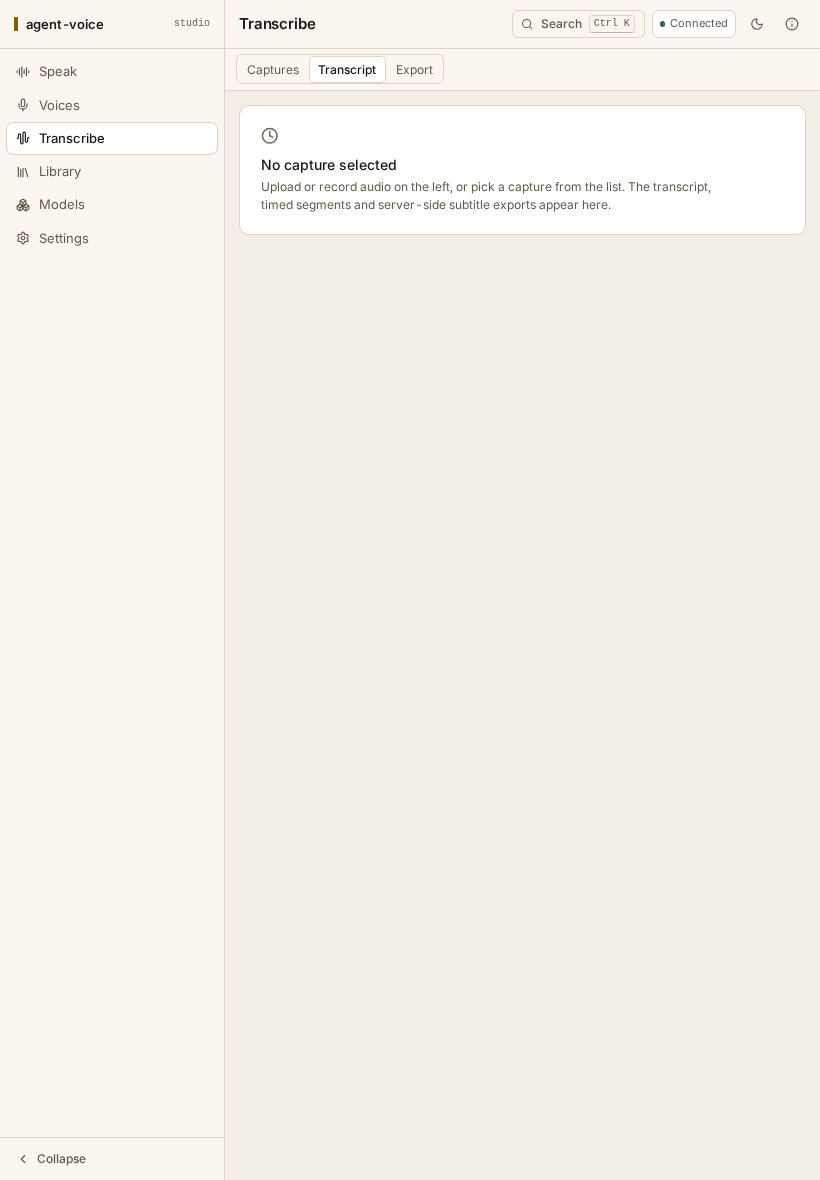 agent-voice
studio
Speak
Voices
Transcribe
Library
Models
Settings
Collapse
Transcribe
Search Ctrl K
Connected
Captures
Transcript
Export
No capture selected
Upload or record audio on the left, or pick a capture from the list. The transcript,
timed segments and server-side subtitle exports appear here.